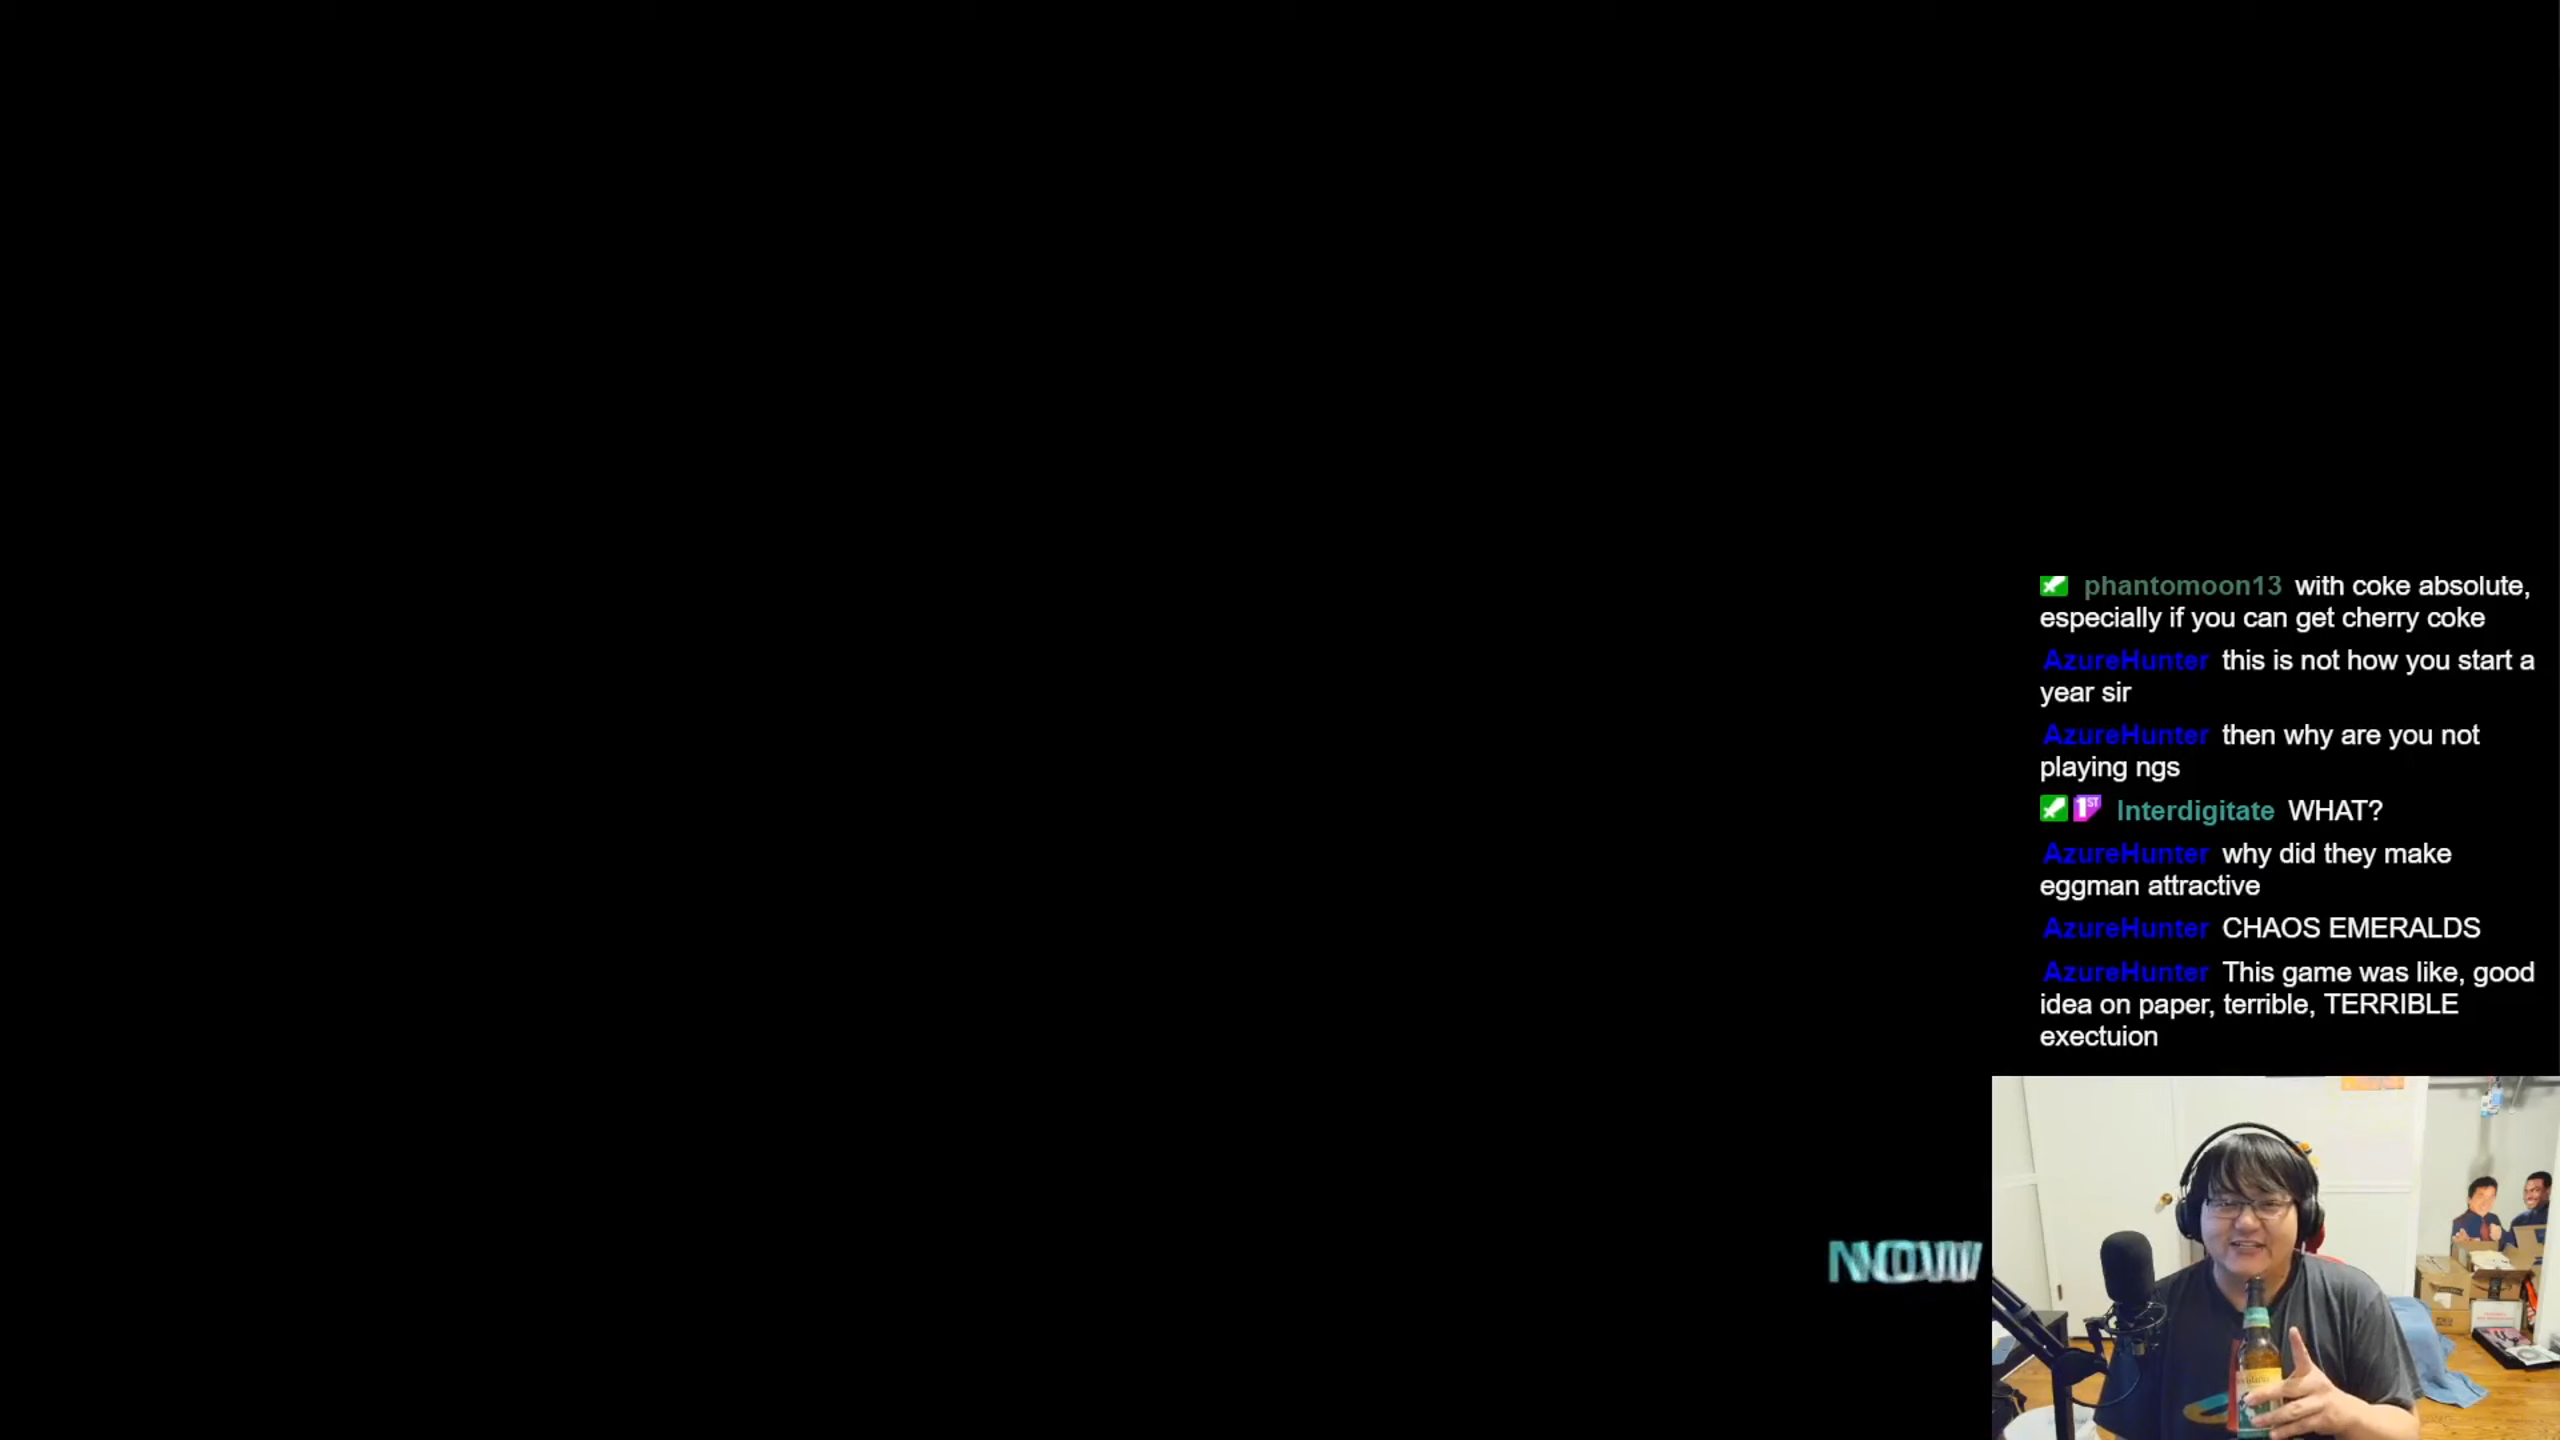 phantomoon13 with coke absolute,
especially if you can get cherry coke
AzureHunter this is not how you start a
year sir
AzureHunter then why are you not
playing ngs
1ST Interdigitate WHAT?
AzureHunter why did they make
eggman attractive
AzureHunter CHAOS EMERALDS
AzureHunter This game was like, good
idea on paper, terrible, TERRIBLE
exectuion
NOW